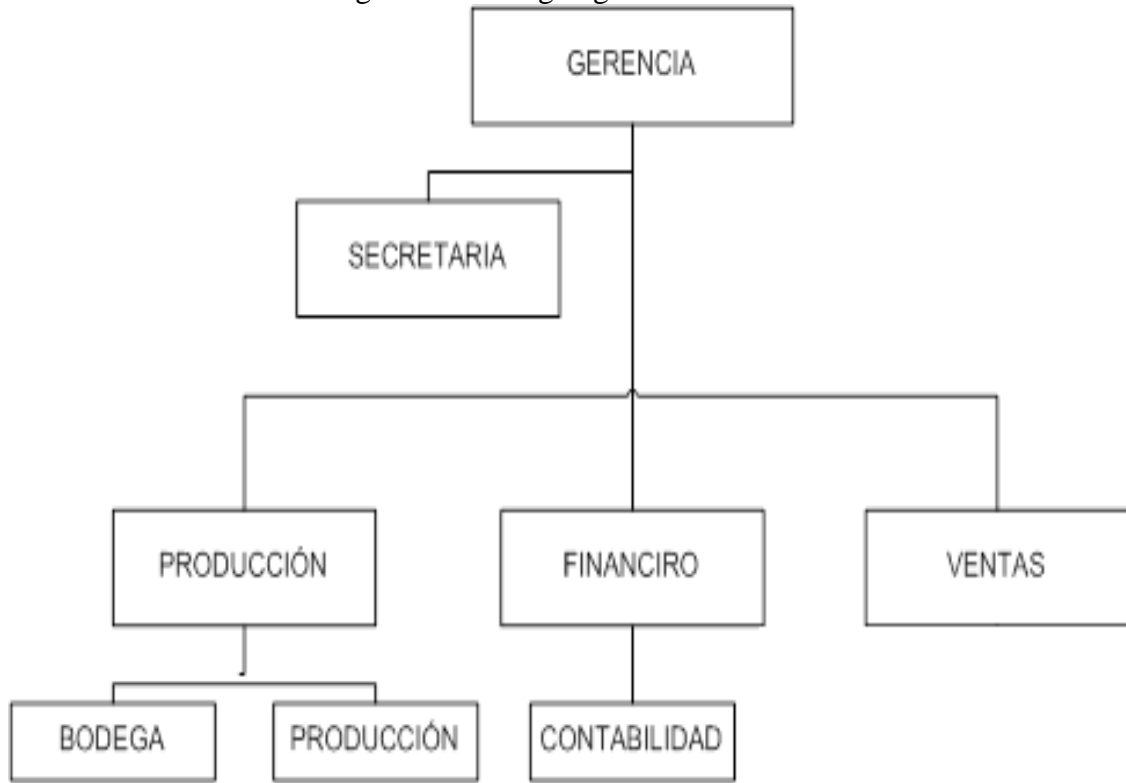 GERENCIA
SECRETARIA
PRODUCCIÓN
FINANCIRO
VENTAS
BODEGA
PRODUCCIÓN
CONTABILIDAD